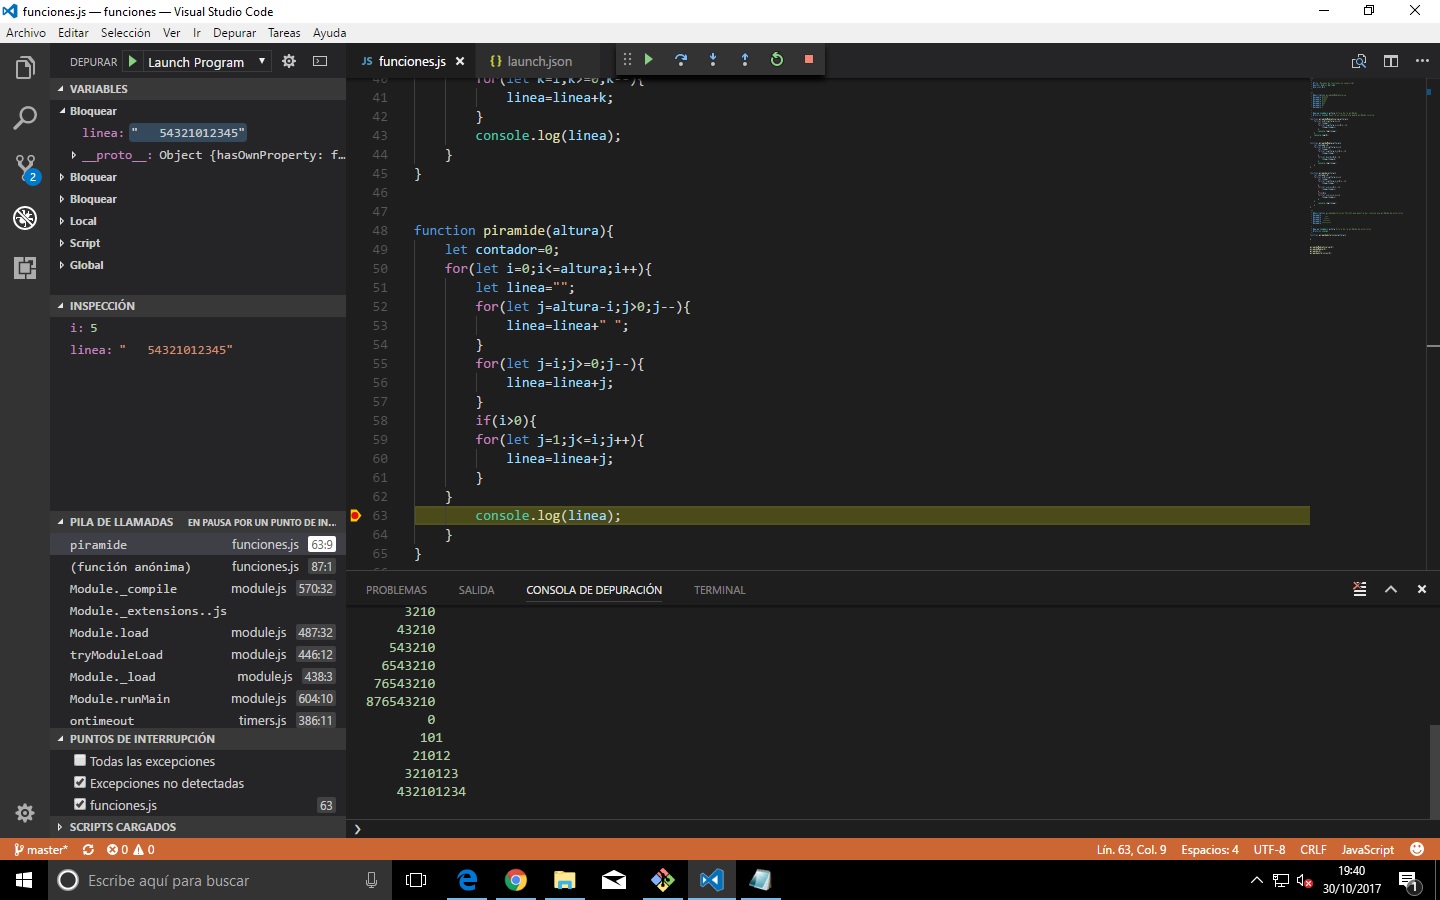 funciones.js — funciones — Visual Studio Code
Archivo Editar Selección Ver Ir Depurar Tareas Ayuda
DEPURAR Launch Program
VARIABLES
Bloquear
linea: "   54321012345"
__proto__: Object {hasOwnProperty: f…
Bloquear
Bloquear
Local
Script
Global
INSPECCIÓN
i: 5
linea: "   54321012345"
PILA DE LLAMADAS EN PAUSA POR UN PUNTO DE IN...
piramide funciones.js 63:9
(función anónima) funciones.js 87:1
Module._compile module.js 570:32
Module._extensions..js
Module.load module.js 487:32
tryModuleLoad module.js 446:12
Module._load module.js 438:3
Module.runMain module.js 604:10
ontimeout timers.js 386:11
PUNTOS DE INTERRUPCIÓN
Todas las excepciones
Excepciones no detectadas
funciones.js 63
SCRIPTS CARGADOS
2
JS funciones.js {} launch.json
40 for(let k=i;k>=0;k--){
41 linea=linea+k;
42 }
43 console.log(linea);
44 }
45 }
46
47
48 function piramide(altura){
49 let contador=0;
50 for(let i=0;i<=altura;i++){
51 let linea="";
52 for(let j=altura-i;j>0;j--){
53 linea=linea+" ";
54 }
55 for(let j=i;j>=0;j--){
56 linea=linea+j;
57 }
58 if(i>0){
59 for(let j=1;j<=i;j++){
60 linea=linea+j;
61 }
62 }
63 console.log(linea);
64 }
65 }
PROBLEMAS SALIDA CONSOLA DE DEPURACIÓN TERMINAL
3210
43210
543210
6543210
76543210
876543210
0
101
21012
3210123
432101234
master* 0 0 Lín. 63, Col. 9 Espacios: 4 UTF-8 CRLF JavaScript
Escribe aquí para buscar
19:40
30/10/2017
1